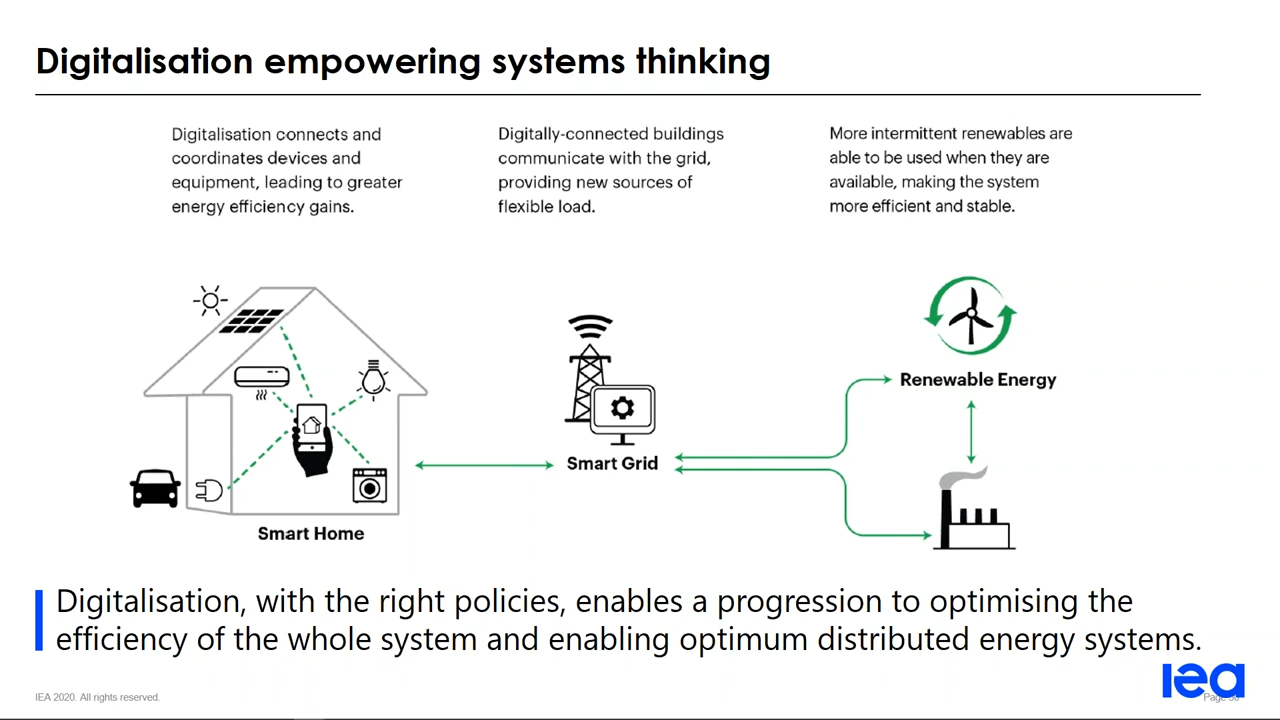 Digitalisation empowering systems thinking
Digitalisation connects and
coordinates devices and
equipment, leading to greater
energy efficiency gains.
Digitally-connected buildings
communicate with the grid,
providing new sources of
flexible load.
More intermittent renewables are
able to be used when they are
available, making the system
more efficient and stable.
Renewable Energy
Smart Grid
Smart Home
Digitalisation, with the right policies, enables a progression to optimising the
efficiency of the whole system and enabling optimum distributed energy systems.
IEA 2020. All rights reserved.
iea
Page